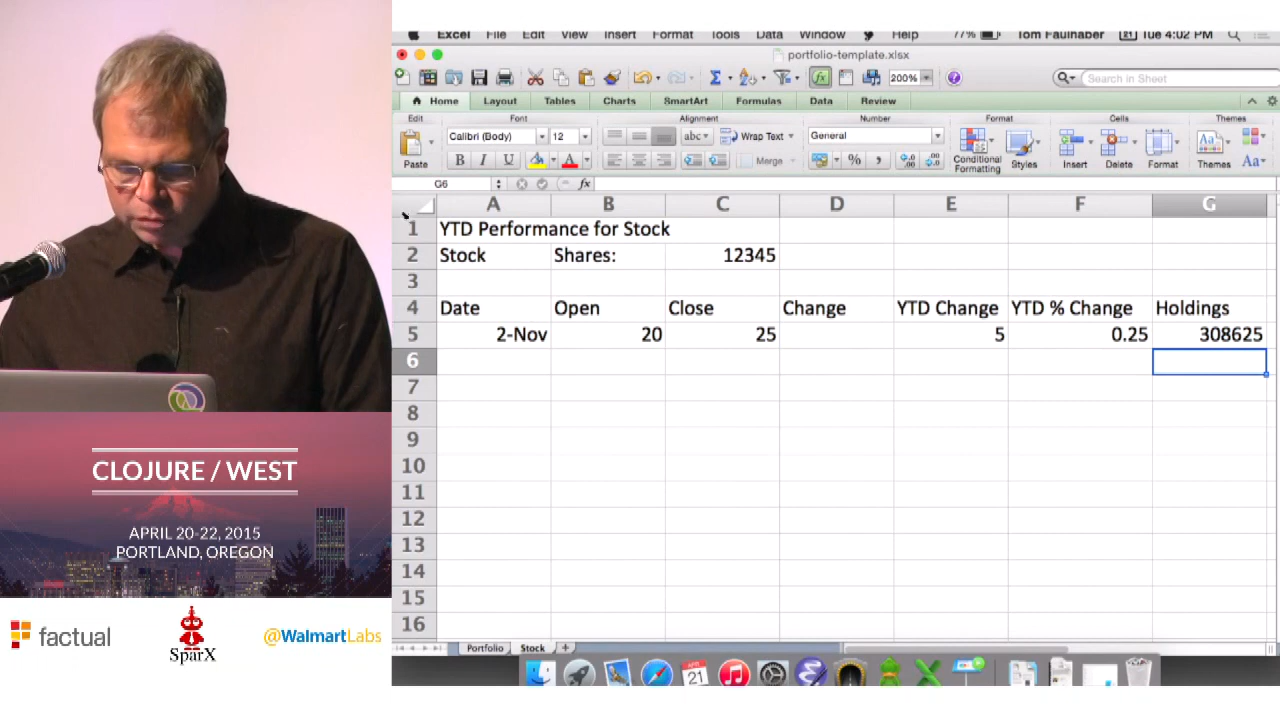 Excel File Edit View Insert Format Tools Data Window Help 77% Tom Faulhaber Tue 4:02 PM
portfolio-template.xlsx
200% Search in Sheet
Home Layout Tables Charts SmartArt Formulas Data Review
Edit Font Alignment Number Format Cells Themes
Calibri (Body) 12 abc Wrap Text General
Paste B I U A Merge % Conditional Formatting Styles Insert Delete Format Themes Aa
G6 fx
A B C D E F G
1 YTD Performance for Stock
2 Stock Shares: 12345
3
4 Date Open Close Change YTD Change YTD % Change Holdings
5 2-Nov 20 25 5 0.25 308625
6
7
8
9
10
11
12
13
14
15
16
Portfolio Stock
21
CLOJURE / WEST
APRIL 20-22, 2015
PORTLAND, OREGON
factual
SparX
@WalmartLabs